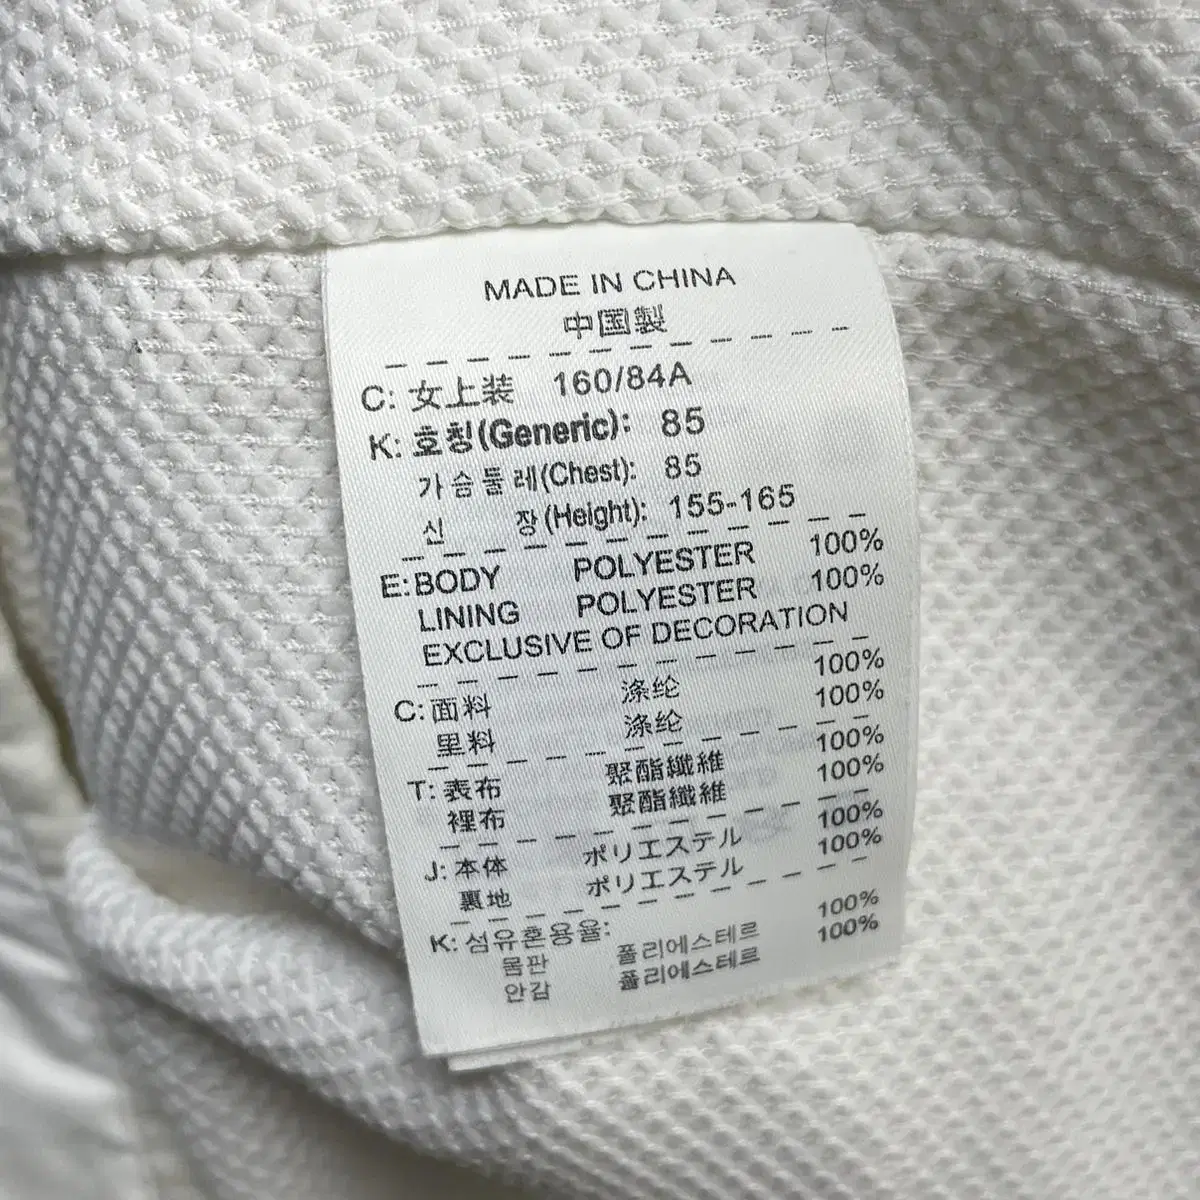 MADE IN CHINA
中国製
C: 女上装 160/84A
K: 호칭(Generic): 85
가슴둘레(Chest): 85
신 장(Height): 155-165
E:BODY POLYESTER 100%
LINING POLYESTER 100%
EXCLUSIVE OF DECORATION
C:面料 涤纶 100%
里料 涤纶 100%
T: 表布 聚酯纖維 100%
裡布 聚酯纖維 100%
J: 本体 ポリエステル 100%
裏地 ポリエステル 100%
K: 섬유혼용율:
몸판 폴리에스테르 100%
안감 폴리에스테르 100%